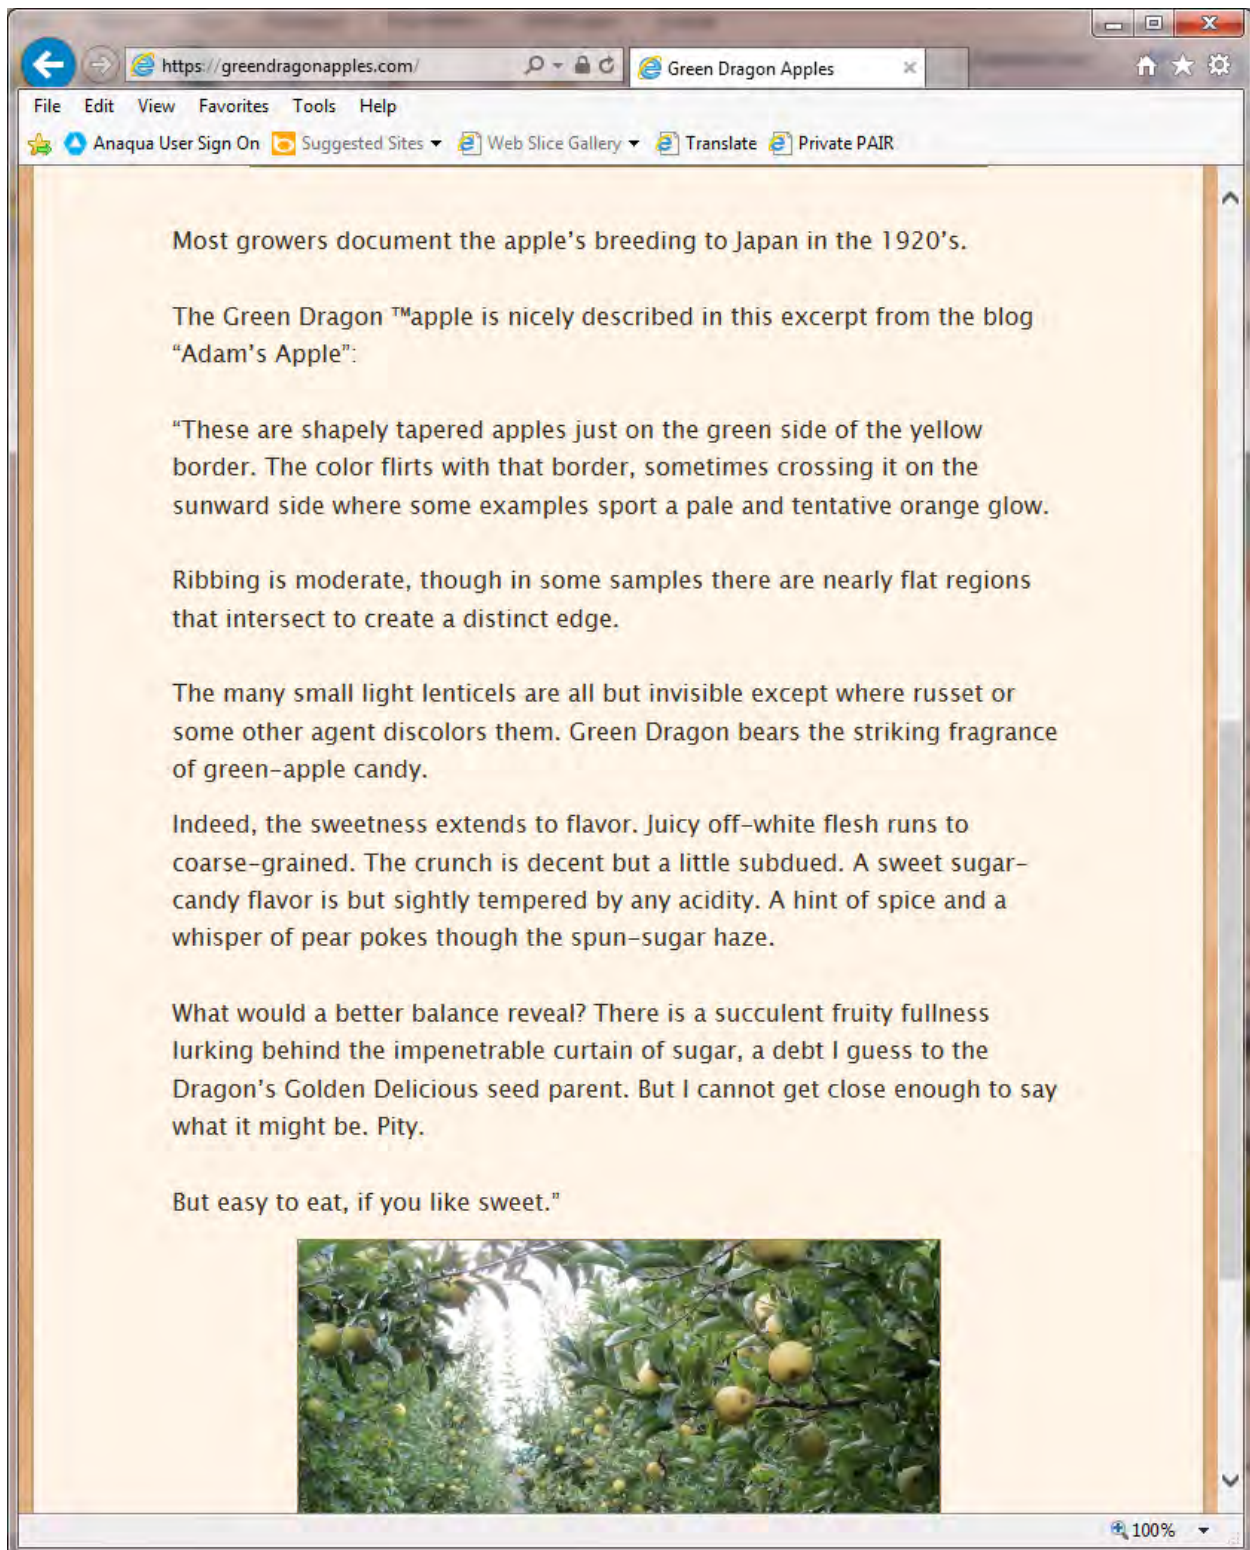 https://greendragonapples.com/
Green Dragon Apples
File Edit View Favorites Tools Help
Anaqua User Sign On Suggested Sites Web Slice Gallery Translate Private PAIR
Most growers document the apple’s breeding to Japan in the 1920’s.
The Green Dragon ™apple is nicely described in this excerpt from the blog
“Adam’s Apple”:
“These are shapely tapered apples just on the green side of the yellow
border. The color flirts with that border, sometimes crossing it on the
sunward side where some examples sport a pale and tentative orange glow.
Ribbing is moderate, though in some samples there are nearly flat regions
that intersect to create a distinct edge.
The many small light lenticels are all but invisible except where russet or
some other agent discolors them. Green Dragon bears the striking fragrance
of green-apple candy.
Indeed, the sweetness extends to flavor. Juicy off-white flesh runs to
coarse-grained. The crunch is decent but a little subdued. A sweet sugar-
candy flavor is but sightly tempered by any acidity. A hint of spice and a
whisper of pear pokes though the spun-sugar haze.
What would a better balance reveal? There is a succulent fruity fullness
lurking behind the impenetrable curtain of sugar, a debt I guess to the
Dragon’s Golden Delicious seed parent. But I cannot get close enough to say
what it might be. Pity.
But easy to eat, if you like sweet.”
100%